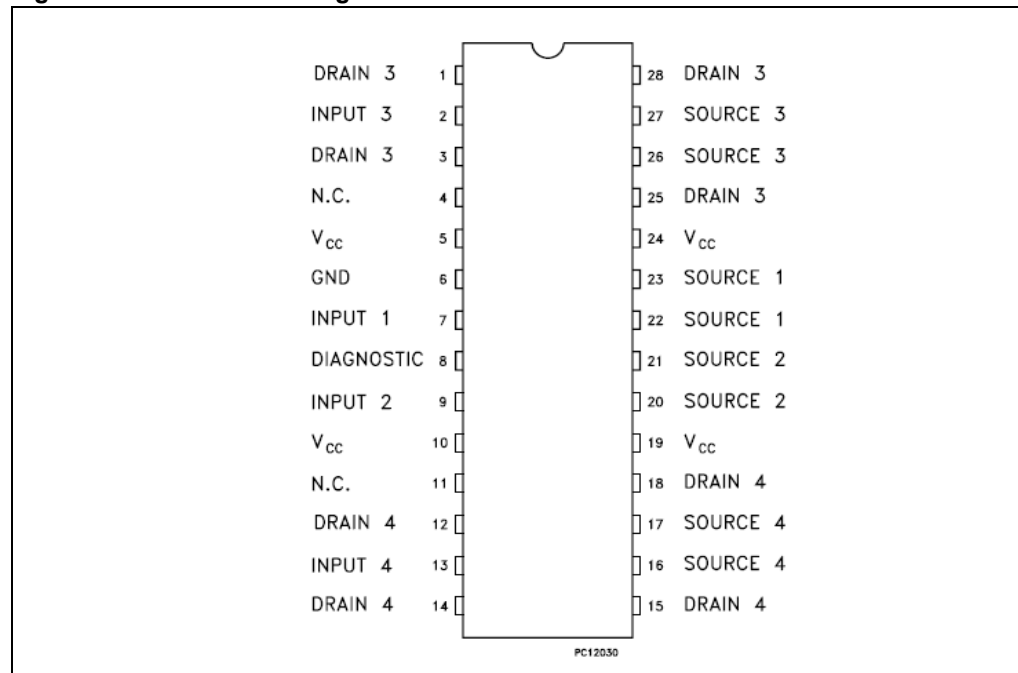 DRAIN 3 1 28 DRAIN 3
INPUT 3 2 27 SOURCE 3
DRAIN 3 3 26 SOURCE 3
N.C. 4 25 DRAIN 3
VCC 5 24 VCC
GND 6 23 SOURCE 1
INPUT 1 7 22 SOURCE 1
DIAGNOSTIC 8 21 SOURCE 2
INPUT 2 9 20 SOURCE 2
VCC 10 19 VCC
N.C. 11 18 DRAIN 4
DRAIN 4 12 17 SOURCE 4
INPUT 4 13 16 SOURCE 4
DRAIN 4 14 15 DRAIN 4
PC12030